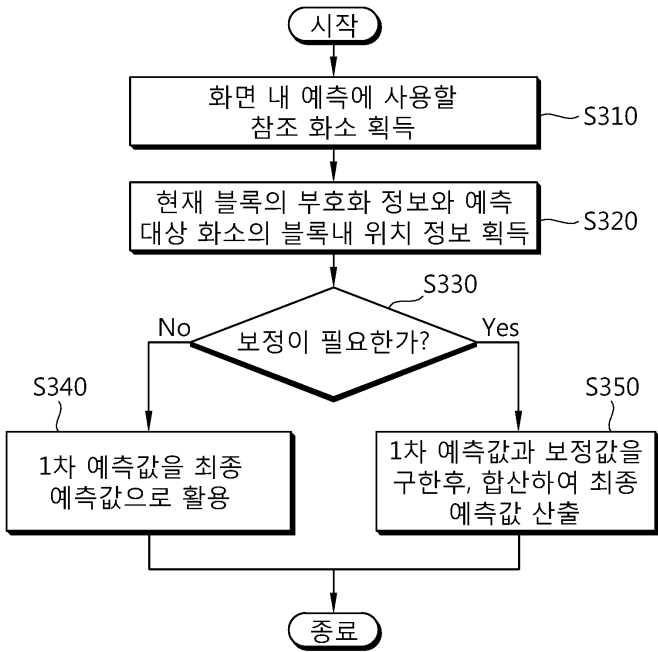 시작
화면 내 예측에 사용할
참조 화소 획득
S310
현재 블록의 부호화 정보와 예측
대상 화소의 블록내 위치 정보 획득
S320
S330
보정이 필요한가?
No
Yes
S340
1차 예측값을 최종
예측값으로 활용
S350
1차 예측값과 보정값을
구한후, 합산하여 최종
예측값 산출
종료